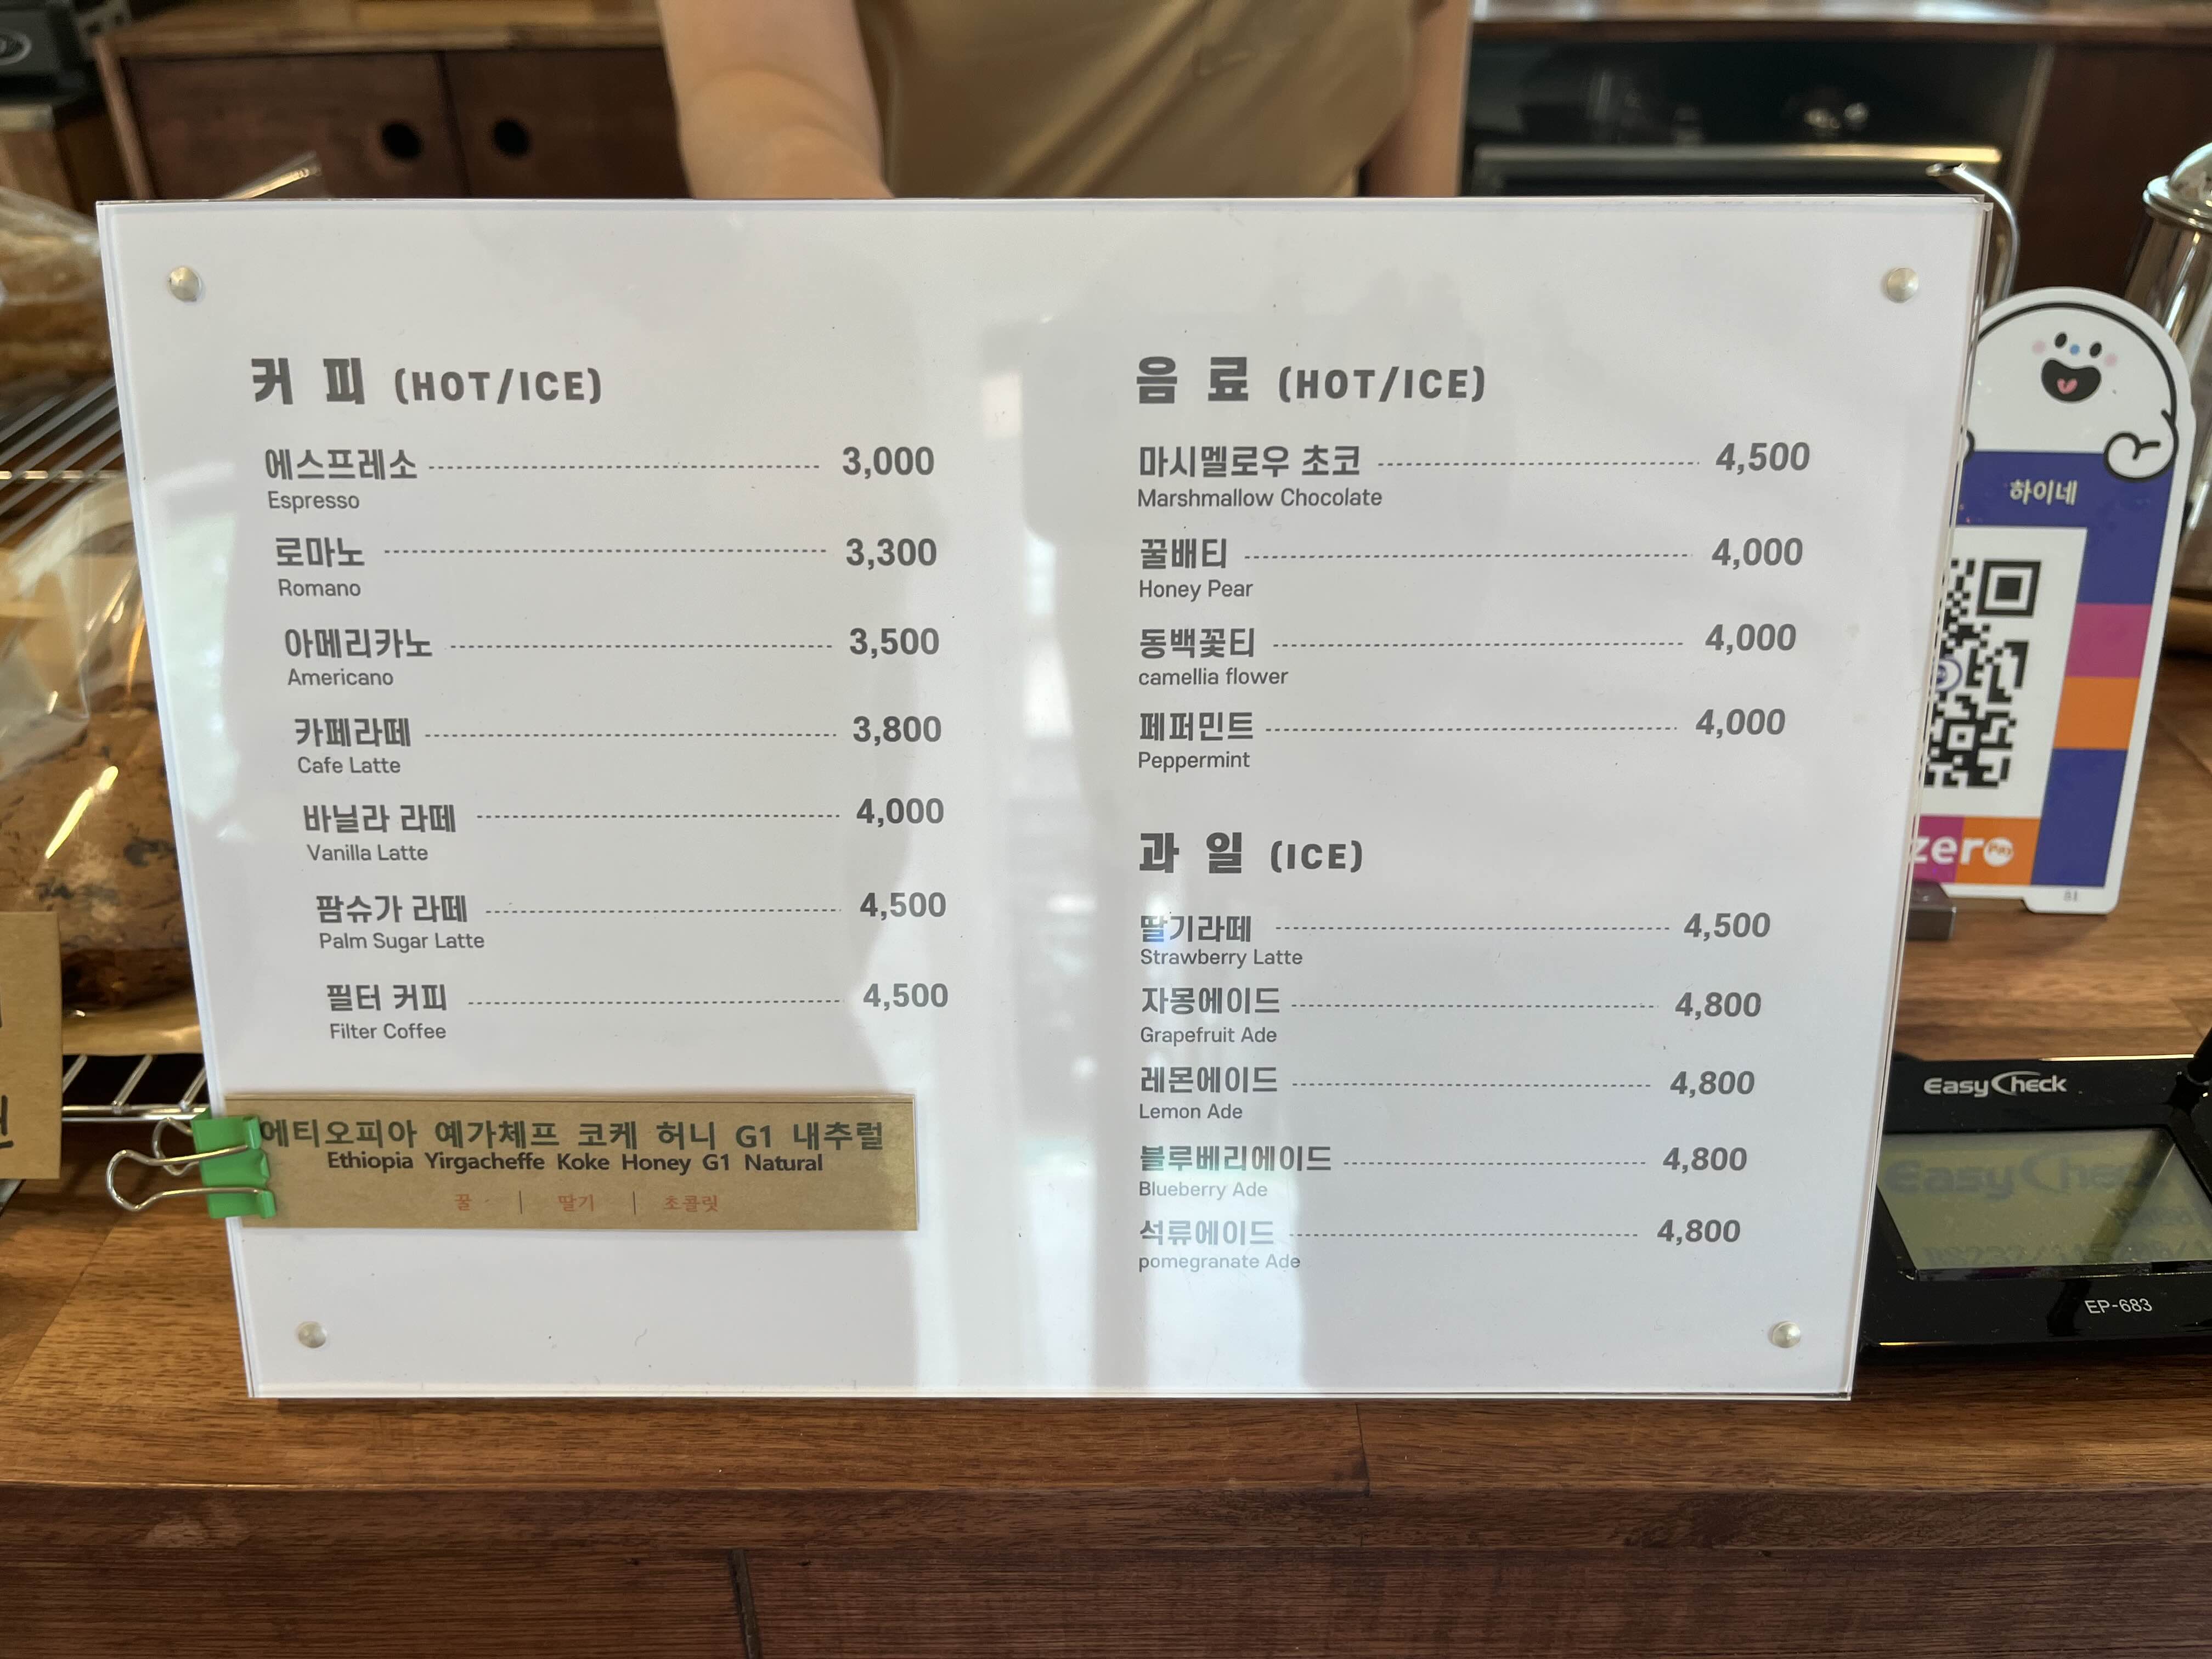 커 피 (HOT/ICE)
에스프레소 3,000
Espresso
로마노 3,300
Romano
아메리카노 3,500
Americano
카페라떼 3,800
Cafe Latte
바닐라 라떼 4,000
Vanilla Latte
팜슈가 라떼 4,500
Palm Sugar Latte
필터 커피 4,500
Filter Coffee
에티오피아 예가체프 코케 허니 G1 내추럴
Ethiopia Yirgacheffe Koke Honey G1 Natural
꿀 | 딸기 | 초콜릿
음 료 (HOT/ICE)
마시멜로우 초코 4,500
Marshmallow Chocolate
꿀배티 4,000
Honey Pear
동백꽃티 4,000
camellia flower
페퍼민트 4,000
Peppermint
과 일 (ICE)
딸기라떼 4,500
Strawberry Latte
자몽에이드 4,800
Grapefruit Ade
레몬에이드 4,800
Lemon Ade
블루베리에이드 4,800
Blueberry Ade
석류에이드 4,800
pomegranate Ade
하이네
zero Pay
EasyCheck
EasyCheck
EP-683